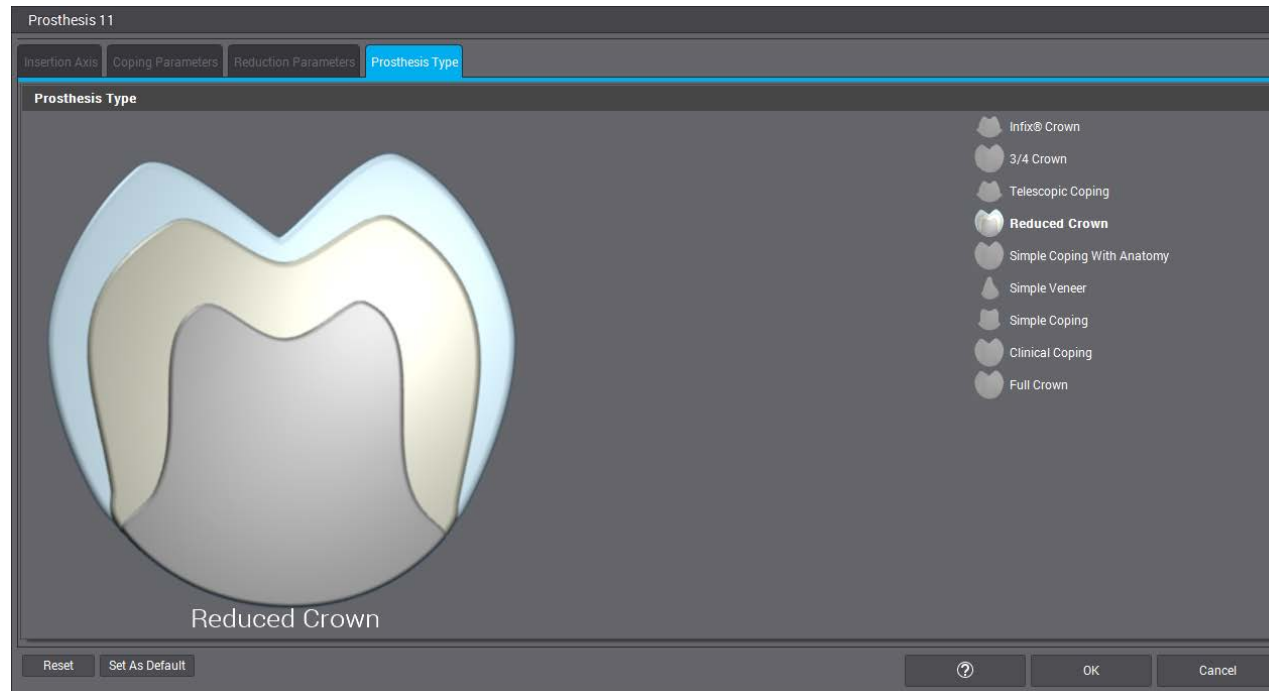 Prosthesis 11
Insertion Axis Coping Parameters Reduction Parameters Prosthesis Type
Prosthesis Type
Infix® Crown
3/4 Crown
Telescopic Coping
Reduced Crown
Simple Coping With Anatomy
Simple Veneer
Simple Coping
Clinical Coping
Full Crown
Reduced Crown
Reset Set As Default ? OK Cancel